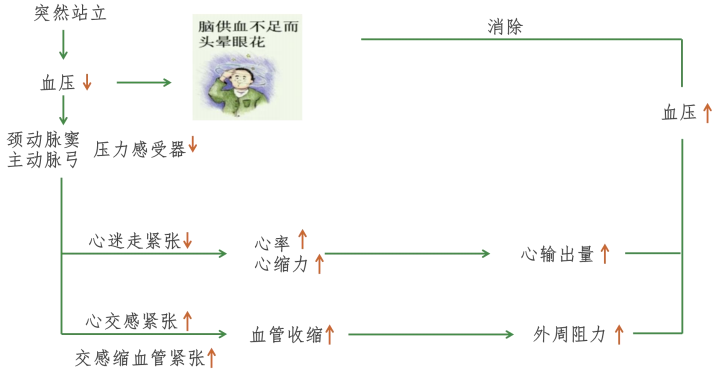 突然站立
脑供血不足而
头晕眼花
消除
血压↓
血压↑
颈动脉窦
主动脉弓
压力感受器↓
心迷走紧张↓
心率↑
心缩力↑
心输出量↑
心交感紧张↑
血管收缩↑
外周阻力↑
交感缩血管紧张↑